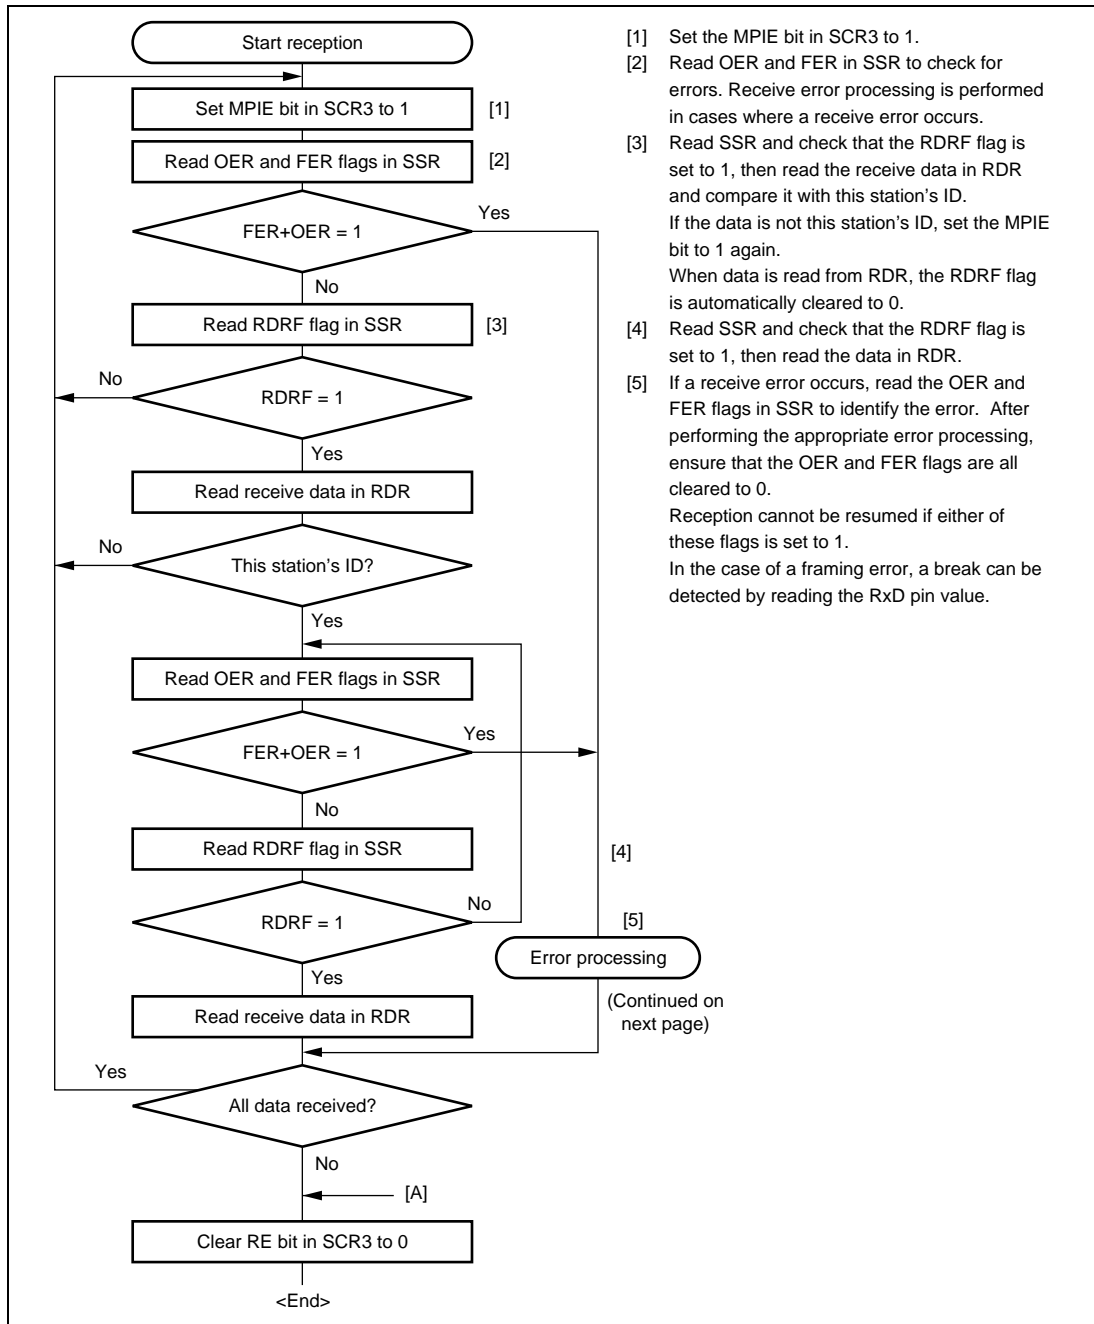 Start reception
Set MPIE bit in SCR3 to 1
[1]
Read OER and FER flags in SSR
[2]
FER+OER = 1
Yes
No
Read RDRF flag in SSR
[3]
RDRF = 1
No
Yes
Read receive data in RDR
This station's ID?
No
Yes
Read OER and FER flags in SSR
FER+OER = 1
Yes
No
Read RDRF flag in SSR
[4]
RDRF = 1
No
[5]
Error processing
Yes
(Continued on
next page)
Read receive data in RDR
Yes
All data received?
No
[A]
Clear RE bit in SCR3 to 0
<End>
[1] Set the MPIE bit in SCR3 to 1.
[2] Read OER and FER in SSR to check for
errors. Receive error processing is performed
in cases where a receive error occurs.
[3] Read SSR and check that the RDRF flag is
set to 1, then read the receive data in RDR
and compare it with this station's ID.
If the data is not this station's ID, set the MPIE
bit to 1 again.
When data is read from RDR, the RDRF flag
is automatically cleared to 0.
[4] Read SSR and check that the RDRF flag is
set to 1, then read the data in RDR.
[5] If a receive error occurs, read the OER and
FER flags in SSR to identify the error. After
performing the appropriate error processing,
ensure that the OER and FER flags are all
cleared to 0.
Reception cannot be resumed if either of
these flags is set to 1.
In the case of a framing error, a break can be
detected by reading the RxD pin value.